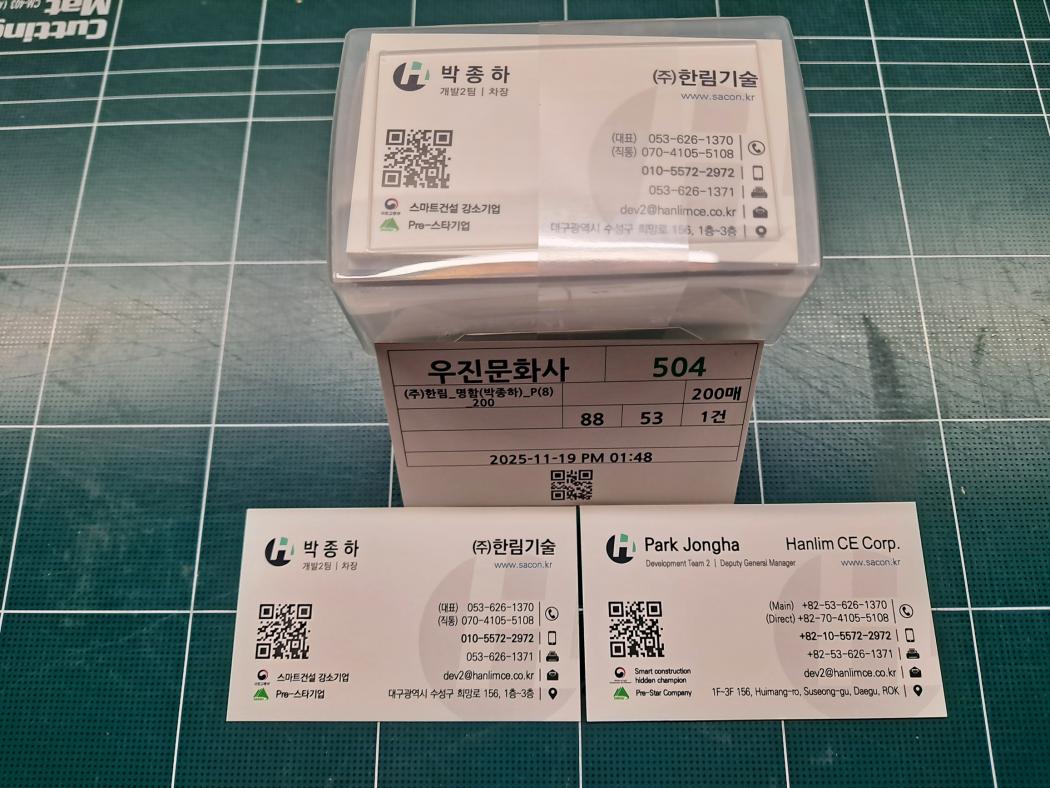 Cutting
Mat
박종하
개발2팀 | 차장
(주)한림기술
www.sacon.kr
(대표) 053-626-1370
(직통) 070-4105-5108
010-5572-2972
053-626-1371
dev2@hanlimce.co.kr
대구광역시 수성구 희망로 156, 1층~3층
스마트건설 강소기업
Pre-스타기업
우진문화사
504
(주)한림_명함(박종하)_P(8)
_200
200매
88
53
1건
2025-11-19 PM 01:48
박종하
개발2팀 | 차장
(주)한림기술
www.sacon.kr
(대표) 053-626-1370
(직통) 070-4105-5108
010-5572-2972
053-626-1371
dev2@hanlimce.co.kr
대구광역시 수성구 희망로 156, 1층~3층
스마트건설 강소기업
Pre-스타기업
Park Jongha
Development Team 2 | Deputy General Manager
Hanlim CE Corp.
www.sacon.kr
(Main) +82-53-626-1370
(Direct) +82-70-4105-5108
+82-10-5572-2972
+82-53-626-1371
dev2@hanlimce.co.kr
1F-3F 156, Huimang-ro, Suseong-gu, Daegu, ROK
Smart construction
hidden champion
Pre-Star Company